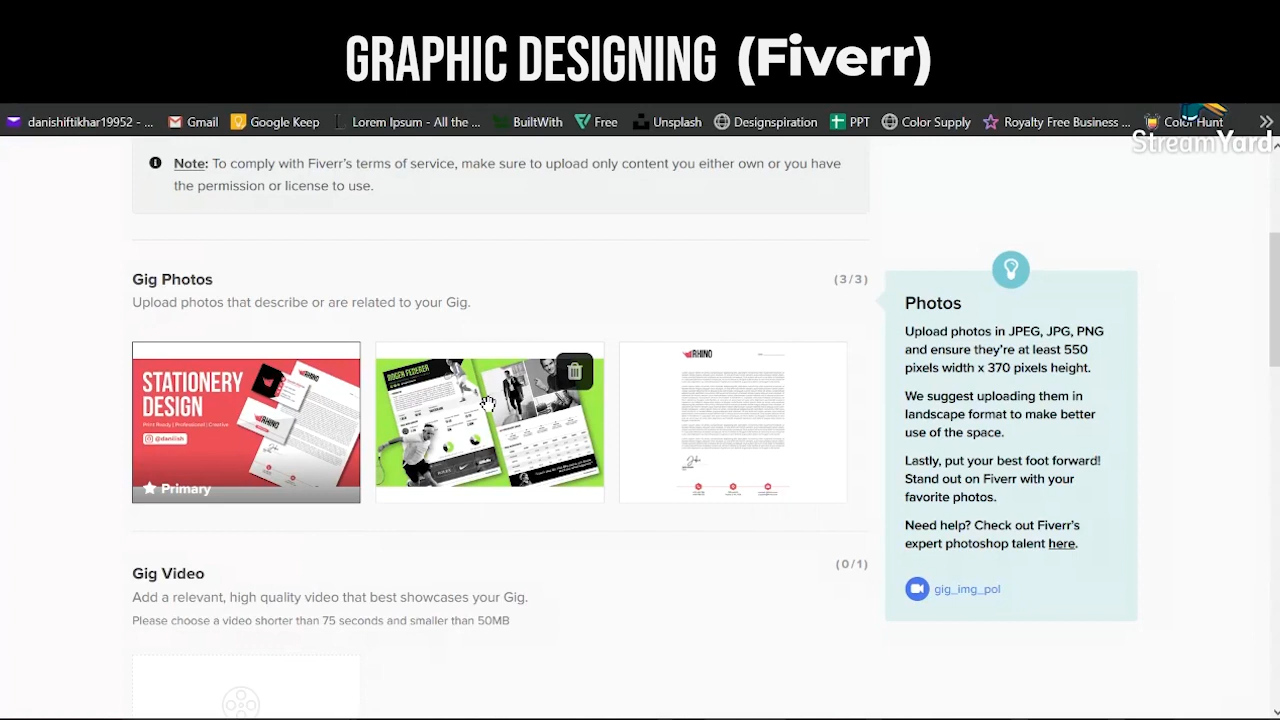 GRAPHIC DESIGNING (Fiverr)
danishiftikhar19952 - ...
Gmail
Google Keep
Lorem Ipsum - All the ...
BuiltWith
Free
Unsplash
Designspiration
PPT
Color Supply
Royalty Free Business ...
Color Hunt
StreamYard
Note: To comply with Fiverr's terms of service, make sure to upload only content you either own or you have
the permission or license to use.
Gig Photos
(3/3)
Upload photos that describe or are related to your Gig.
STATIONERY
DESIGN
Print Ready | Professional | Creative
Primary
ROGER FEDERER
RHINO
Photos
Upload photos in JPEG, JPG, PNG
and ensure they're at least 550
pixels width x 370 pixels height.
We suggest uploading them in
landscape format to make better
use of the space.
Lastly, put your best foot forward!
Stand out on Fiverr with your
favorite photos.
Need help? Check out Fiverr's
expert photoshop talent here.
gig_img_pol
Gig Video
(0/1)
Add a relevant, high quality video that best showcases your Gig.
Please choose a video shorter than 75 seconds and smaller than 50MB